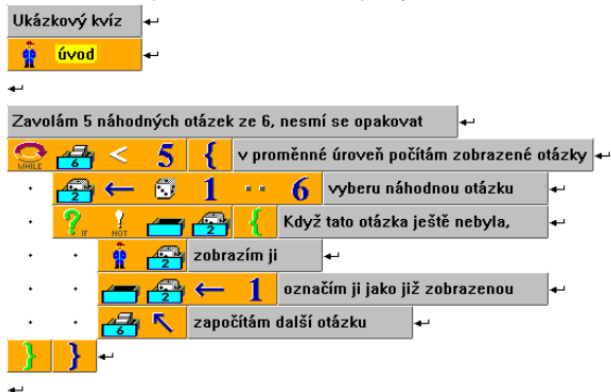 Ukázkový kvíz
úvod
Zavolám 5 náhodných otázek ze 6, nesmí se opakovat
WHILE 6 < 5 { v proměnné úroveň počítám zobrazené otázky
2 ← 1 .. 6 vyberu náhodnou otázku
? IF ! NOT 2 { Když tato otázka ještě nebyla,
2 zobrazím ji
2 ← 1 označím ji jako již zobrazenou
6 ↖ započítám další otázku
} }